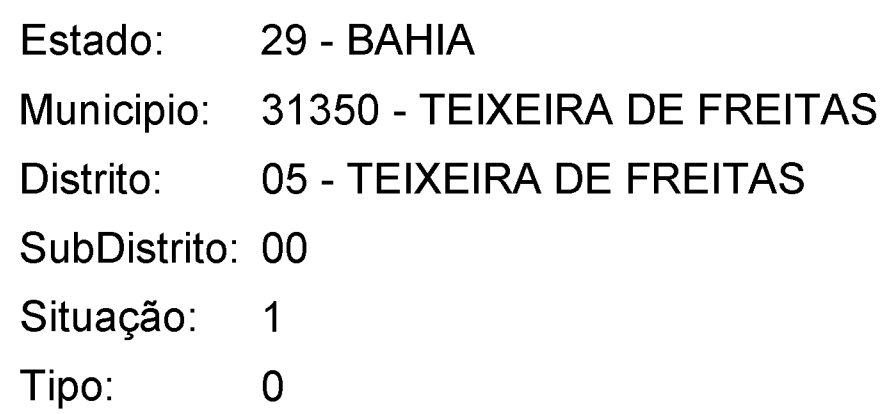 Estado: 29 - BAHIA
Municipio: 31350 - TEIXEIRA DE FREITAS
Distrito: 05 - TEIXEIRA DE FREITAS
SubDistrito: 00
Situação: 1
Tipo: 0